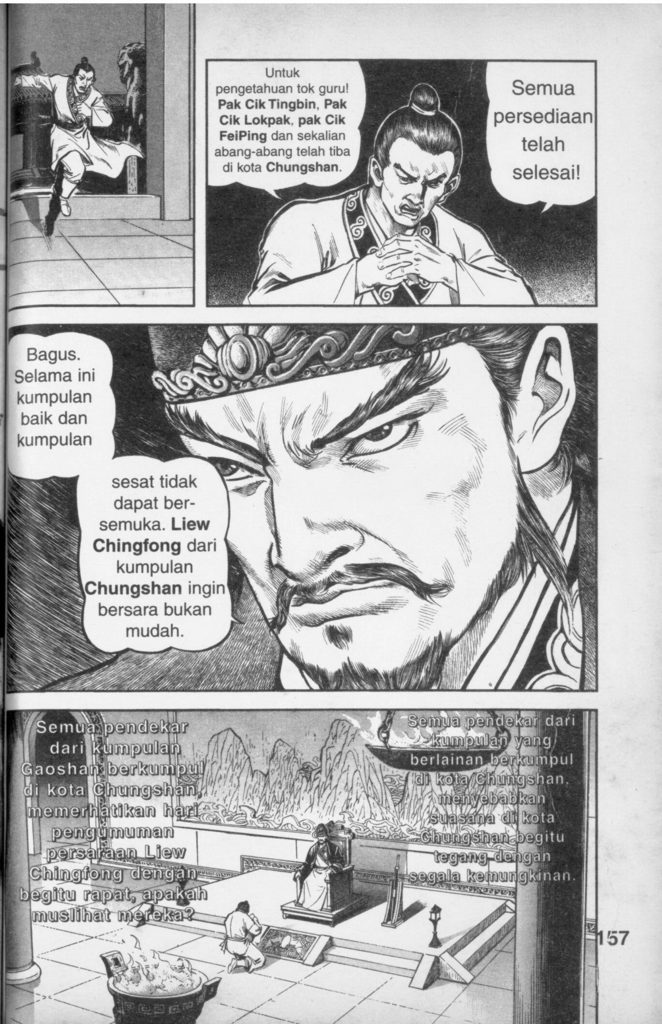 Untuk
pengetahuan tok guru!
Pak Cik Tingbin, Pak
Cik Lokpak, pak Cik
FeiPing dan sekalian
abang-abang telah tiba
di kota Chungshan.
Semua
persediaan
telah
selesai!
Bagus.
Selama ini
kumpulan
baik dan
kumpulan
sesat tidak
dapat ber-
semuka. Liew
Chingfong dari
kumpulan
Chungshan ingin
bersara bukan
mudah.
Semua pendekar
dari kumpulan
Gaoshan berkumpul
di kota Chungshan,
memerhatikan hari
pengumuman
persaraan Liew
Chingfong dengan
begitu rapat, apakah
muslihat mereka?
Semua pendekar dari
kumpulan yang
berlainan berkumpul
di kota Chungshan,
menyebabkan
suasana di kota
Chungshan begitu
tegang dengan
segala kemungkinan.
157